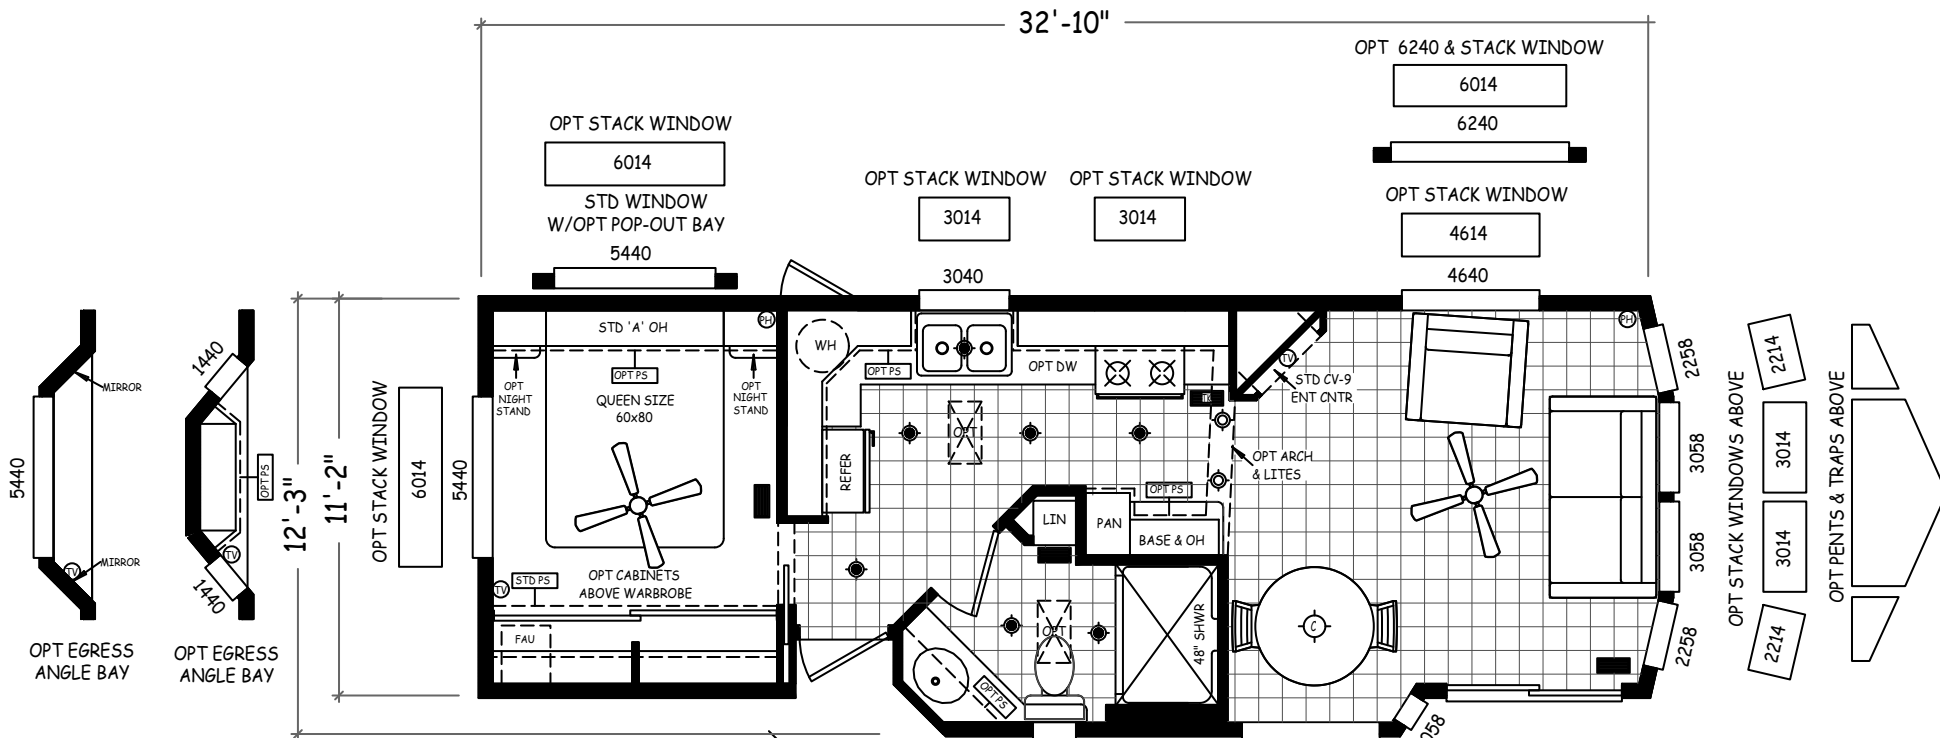 32'-10"
OPT 6240 & STACK WINDOW
6014
6240
OPT STACK WINDOW
6014
STD WINDOW
W/OPT POP-OUT BAY
5440
OPT STACK WINDOW
3014
OPT STACK WINDOW
3014
OPT STACK WINDOW
4614
3040
4640
5440
MIRROR
MIRROR
TV
OPT EGRESS
ANGLE BAY
1440
OPT PS
TV
1440
OPT EGRESS
ANGLE BAY
12'-3"
11'-2"
OPT STACK WINDOW
6014
5440
STD 'A' OH
PH
OPT PS
OPT
NIGHT
STAND
OPT
NIGHT
STAND
QUEEN SIZE
60x80
TV
STD PS
OPT CABINETS
ABOVE WARBROBE
FAU
WH
OPT PS
OPT DW
REFER
OPT
TV
STD CV-9
ENT CNTR
OPT ARCH
& LITES
OPT PS
LIN
PAN
BASE & OH
OPT
48" SHWR
OPT PS
C
PH
2258
3058
3058
2258
OPT STACK WINDOWS ABOVE
2214
3014
3014
2214
OPT PENTS & TRAPS ABOVE